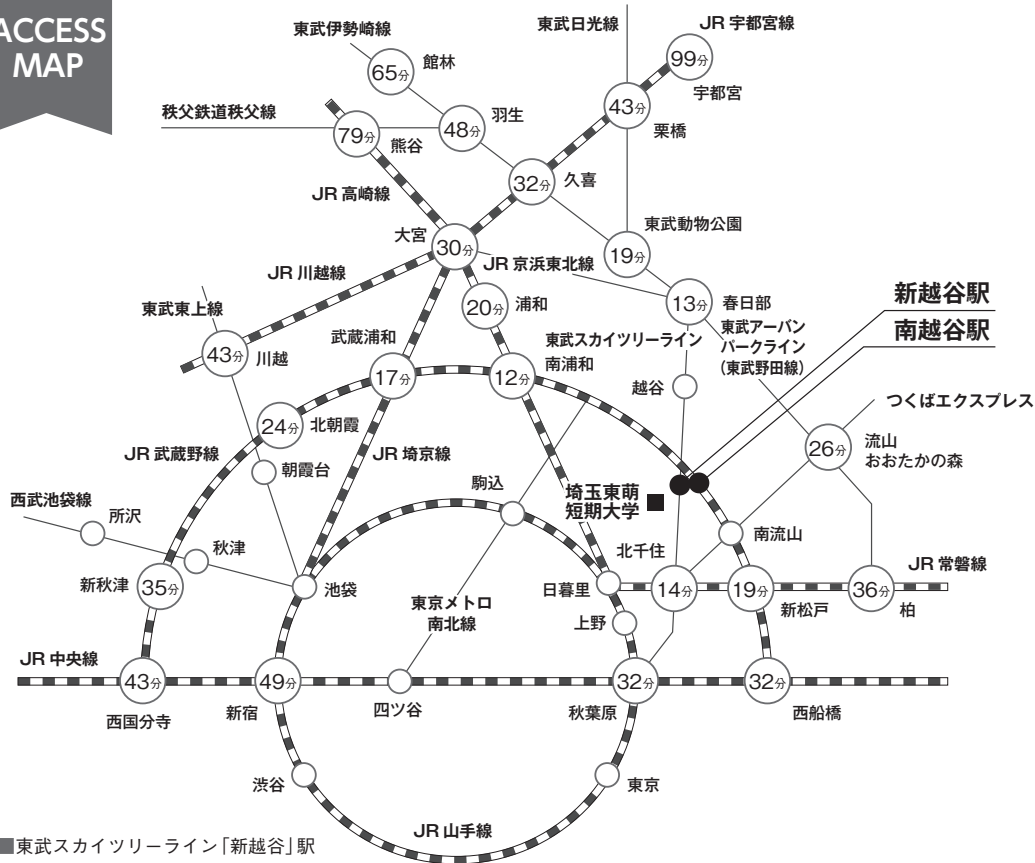 ACCESS
MAP
東武伊勢崎線
東武日光線
JR 宇都宮線
65分
館林
99分
宇都宮
秩父鉄道秩父線
79分
熊谷
48分
羽生
43分
栗橋
JR 高崎線
32分
久喜
大宮
30分
東武動物公園
19分
JR 川越線
JR 京浜東北線
20分
浦和
13分
春日部
新越谷駅
南越谷駅
東武東上線
43分
川越
武蔵浦和
17分
12分
南浦和
東武スカイツリーライン
東武アーバン
パークライン
(東武野田線)
越谷
つくばエクスプレス
24分
北朝霞
26分
流山
おおたかの森
JR 武蔵野線
朝霞台
JR 埼京線
駒込
埼玉東萌
短期大学
西武池袋線
所沢
秋津
南流山
北千住
JR 常磐線
新秋津
35分
池袋
日暮里
14分
19分
新松戸
36分
柏
東京メトロ
南北線
上野
JR 中央線
43分
西国分寺
49分
新宿
四ツ谷
32分
秋葉原
32分
西船橋
渋谷
東京
JR 山手線
■東武スカイツリーライン「新越谷」駅